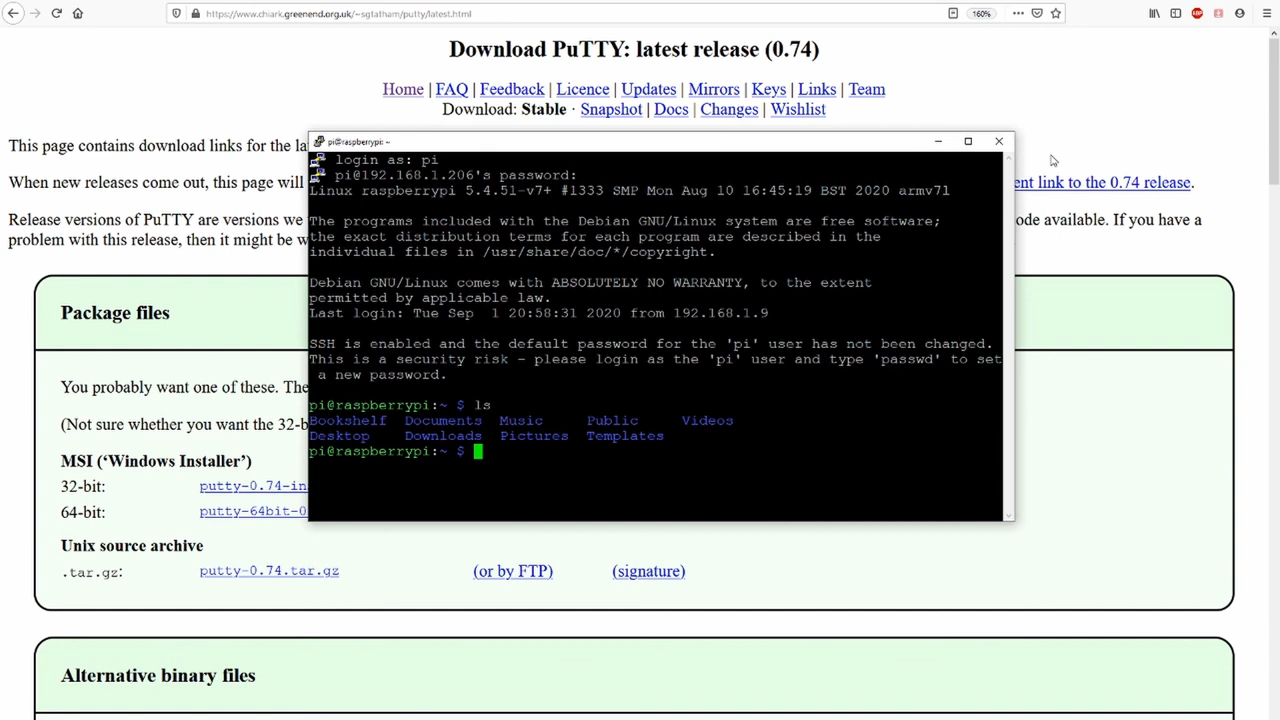 https://www.chiark.greenend.org.uk/~sgtatham/putty/latest.html
160%
Download PuTTY: latest release (0.74)
Home | FAQ | Feedback | Licence | Updates | Mirrors | Keys | Links | Team
Download: Stable · Snapshot | Docs | Changes | Wishlist
This page contains download links for the la
When new releases come out, this page will
ent link to the 0.74 release.
Release versions of PuTTY are versions we
ode available. If you have a
problem with this release, then it might be w
pi@raspberrypi: ~
login as: pi
pi@192.168.1.206's password:
Linux raspberrypi 5.4.51-v7+ #1333 SMP Mon Aug 10 16:45:19 BST 2020 armv7l
The programs included with the Debian GNU/Linux system are free software;
the exact distribution terms for each program are described in the
individual files in /usr/share/doc/*/copyright.
Debian GNU/Linux comes with ABSOLUTELY NO WARRANTY, to the extent
permitted by applicable law.
Last login: Tue Sep  1 20:58:31 2020 from 192.168.1.9
SSH is enabled and the default password for the 'pi' user has not been changed.
This is a security risk - please login as the 'pi' user and type 'passwd' to set
a new password.
pi@raspberrypi:~ $ ls
Bookshelf Documents Music Public Videos
Desktop Downloads Pictures Templates
pi@raspberrypi:~ $
Package files
You probably want one of these. The
(Not sure whether you want the 32-b
MSI (‘Windows Installer’)
32-bit: putty-0.74-in
64-bit: putty-64bit-0
Unix source archive
.tar.gz: putty-0.74.tar.gz (or by FTP) (signature)
Alternative binary files